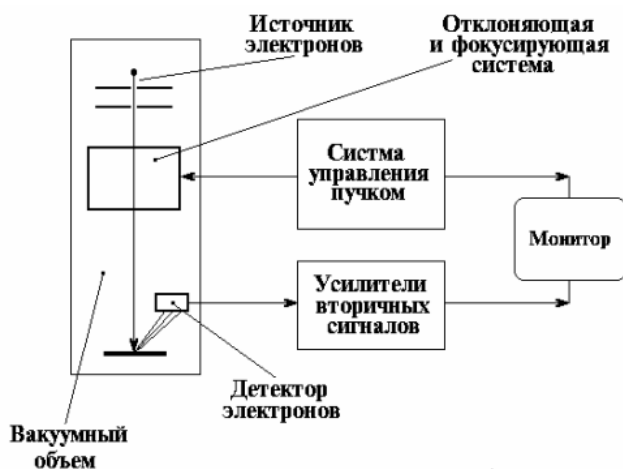 Источник
электронов
Отклоняющая
и фокусирующая
система
Систма
управления
пучком
Монитор
Усилители
вторичных
сигналов
Детектор
электронов
Вакуумный
объем